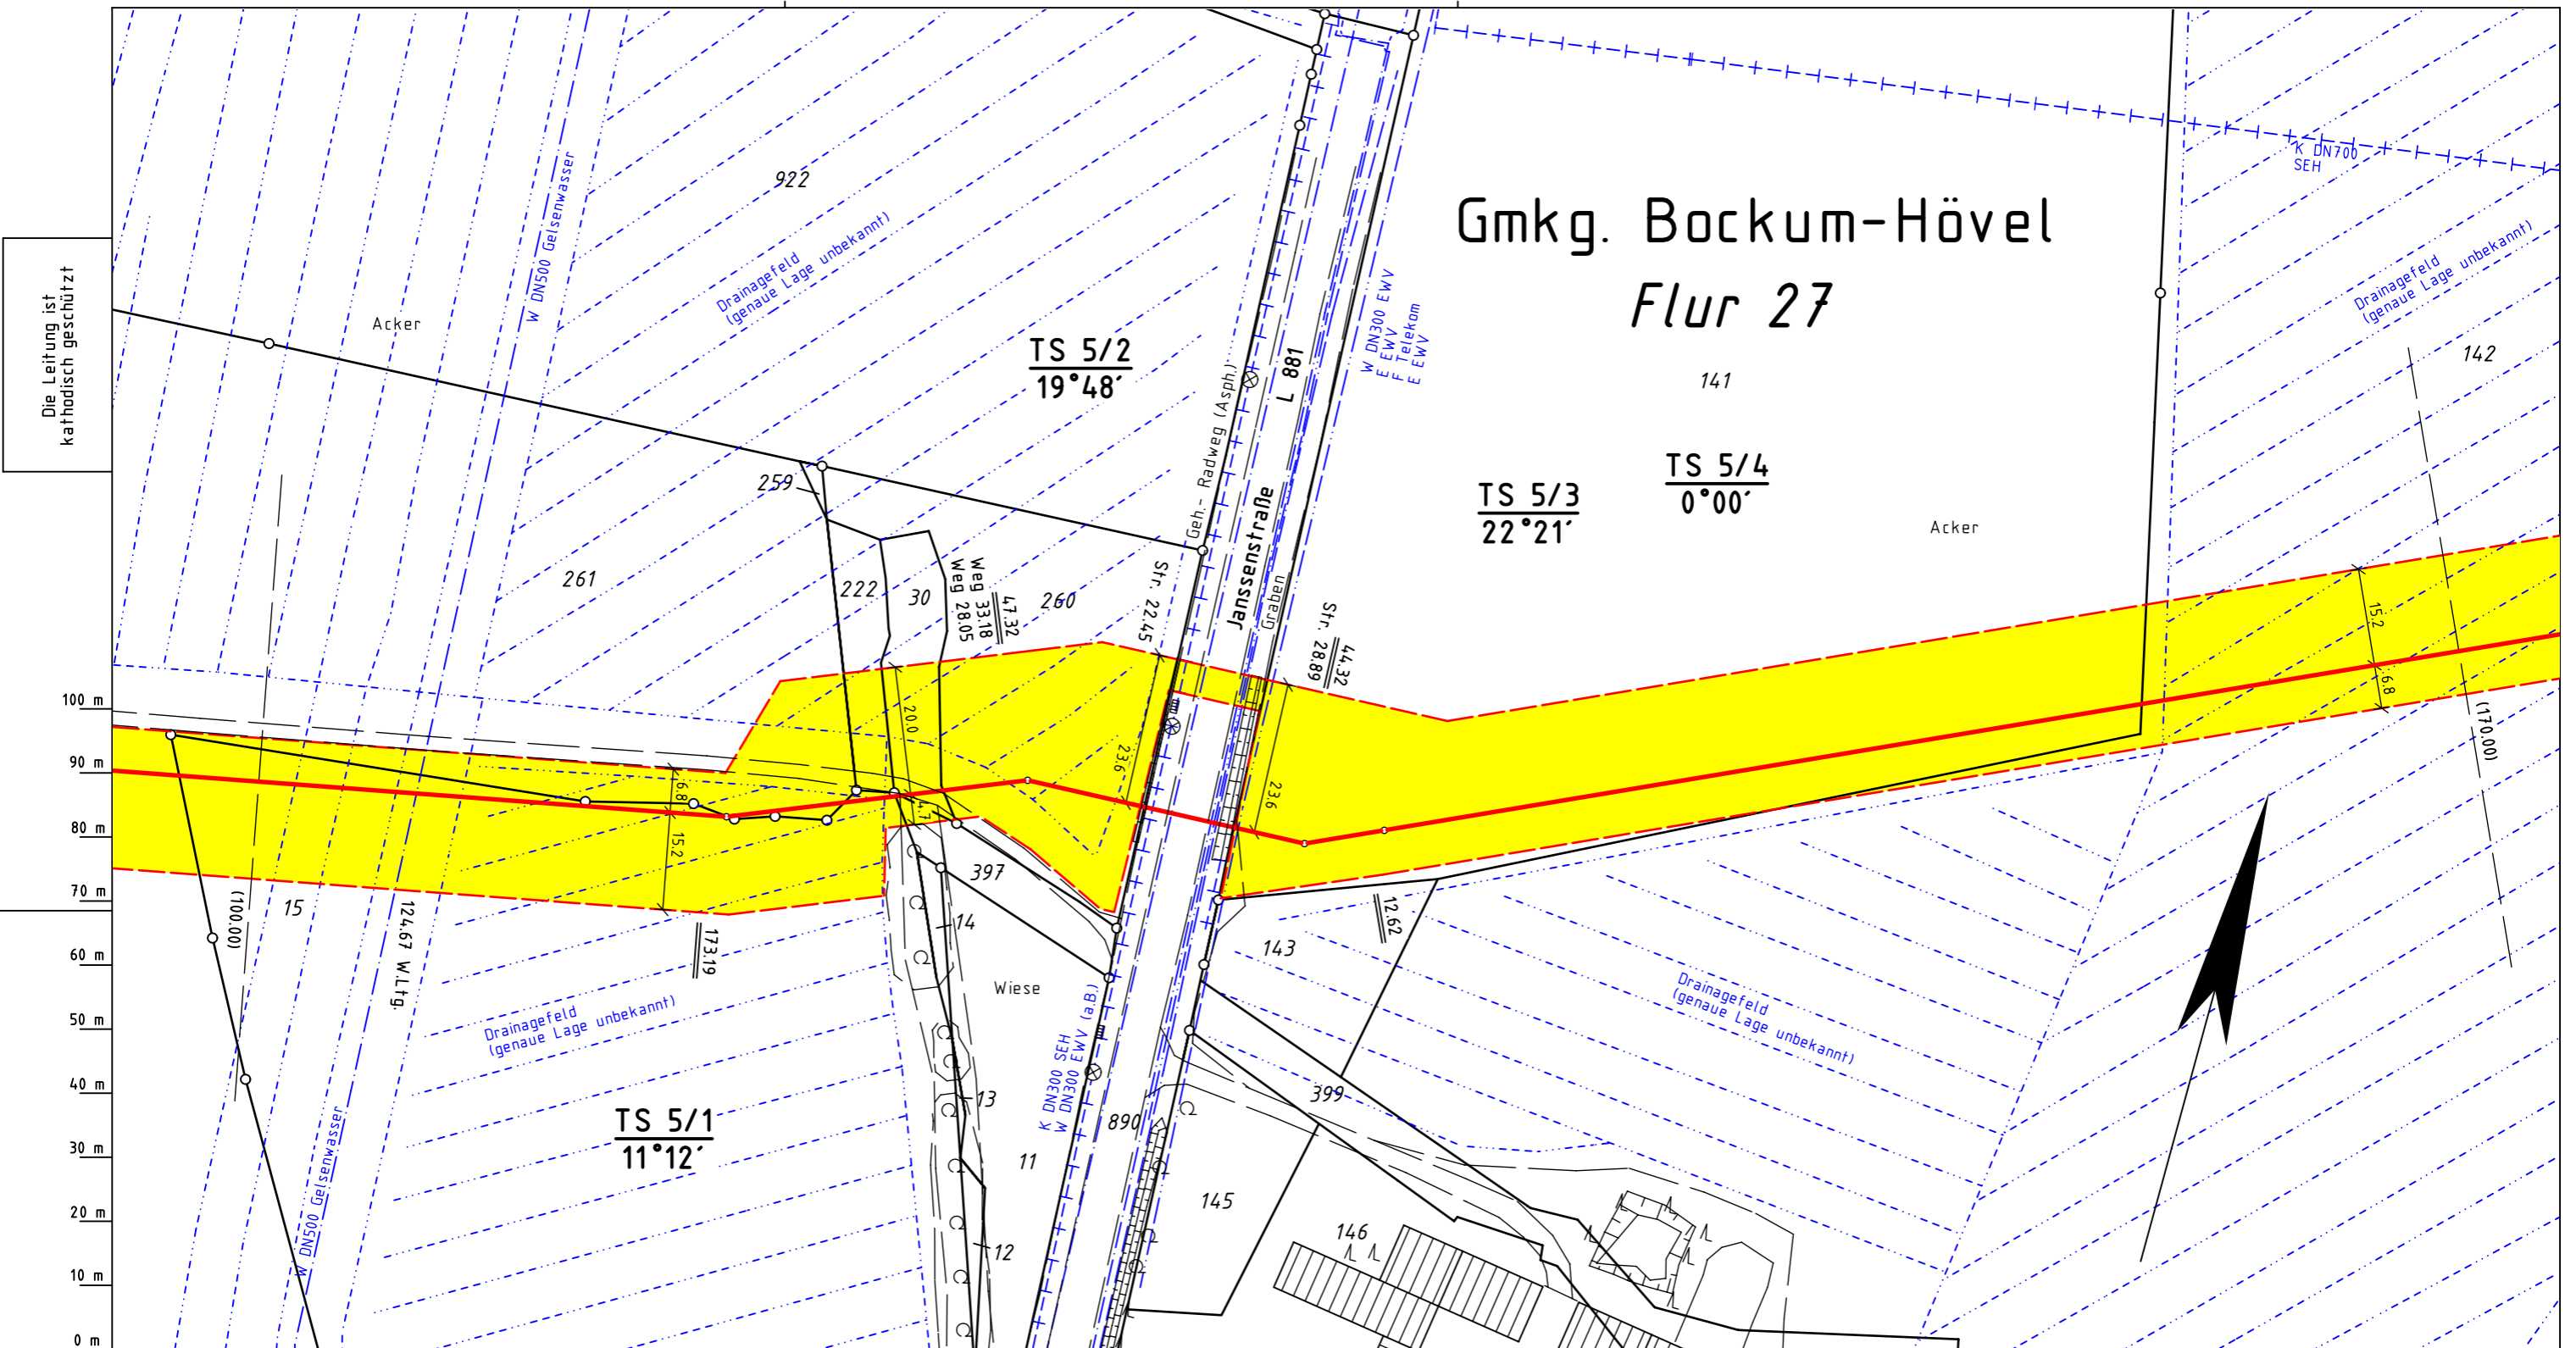 Die Leitung ist
kathodisch geschützt
922
Drainagefeld
(genaue Lage unbekannt)
Acker
W DN500 Gelsenwasser
TS 5/2
19°48′
Geh.- Radweg (Asph.)
L 881
Janssenstraße
Graben
W DN300 EWV
E EWV
F Telekom
E EWV
Gmkg. Bockum-Hövel
Flur 27
141
TS 5/3
22°21′
TS 5/4
0°00′
Acker
K DN700
SEH
Drainagefeld
(genaue Lage unbekannt)
142
259
261
222
30
260
47.32
Weg 33.18
Weg 28.05
Str. 22.45
44.32
Str. 28.89
20.0
4.7
23.6
23.6
15.2
6.8
(170.00)
6.8
15.2
100 m
90 m
80 m
70 m
60 m
50 m
40 m
30 m
20 m
10 m
0 m
15
(100.00)
124.67 W.Ltg.
173.19
W DN500 Gelsenwasser
Drainagefeld
(genaue Lage unbekannt)
TS 5/1
11°12′
397
14
Wiese
13
12
11
K DN300 SEH
W DN300 EWV (a.B.)
890
143
12.62
399
145
146
Drainagefeld
(genaue Lage unbekannt)